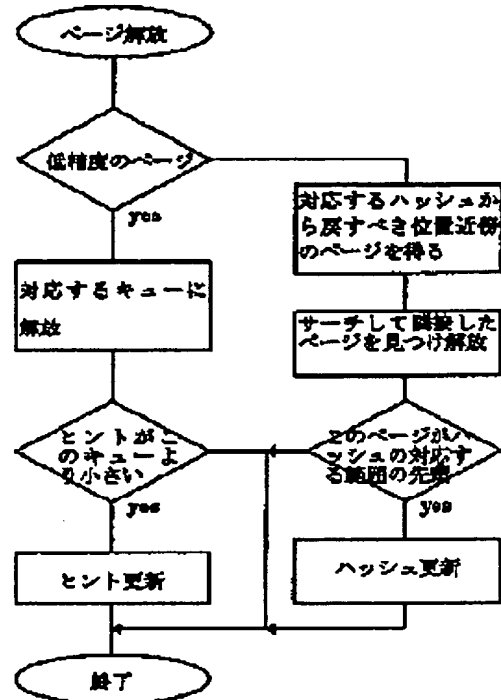 ページ解放
低精度のページ
yes
対応するキューに
解放
ヒントがこ
のキューよ
り小さい
yes
ヒント更新
終了
対応するハッシュか
ら戻すべき位置近傍
のページを得る
サーチして隣接した
ページを見つけ解放
このページがハ
ッシュの対応す
る範囲の先頭
yes
ハッシュ更新